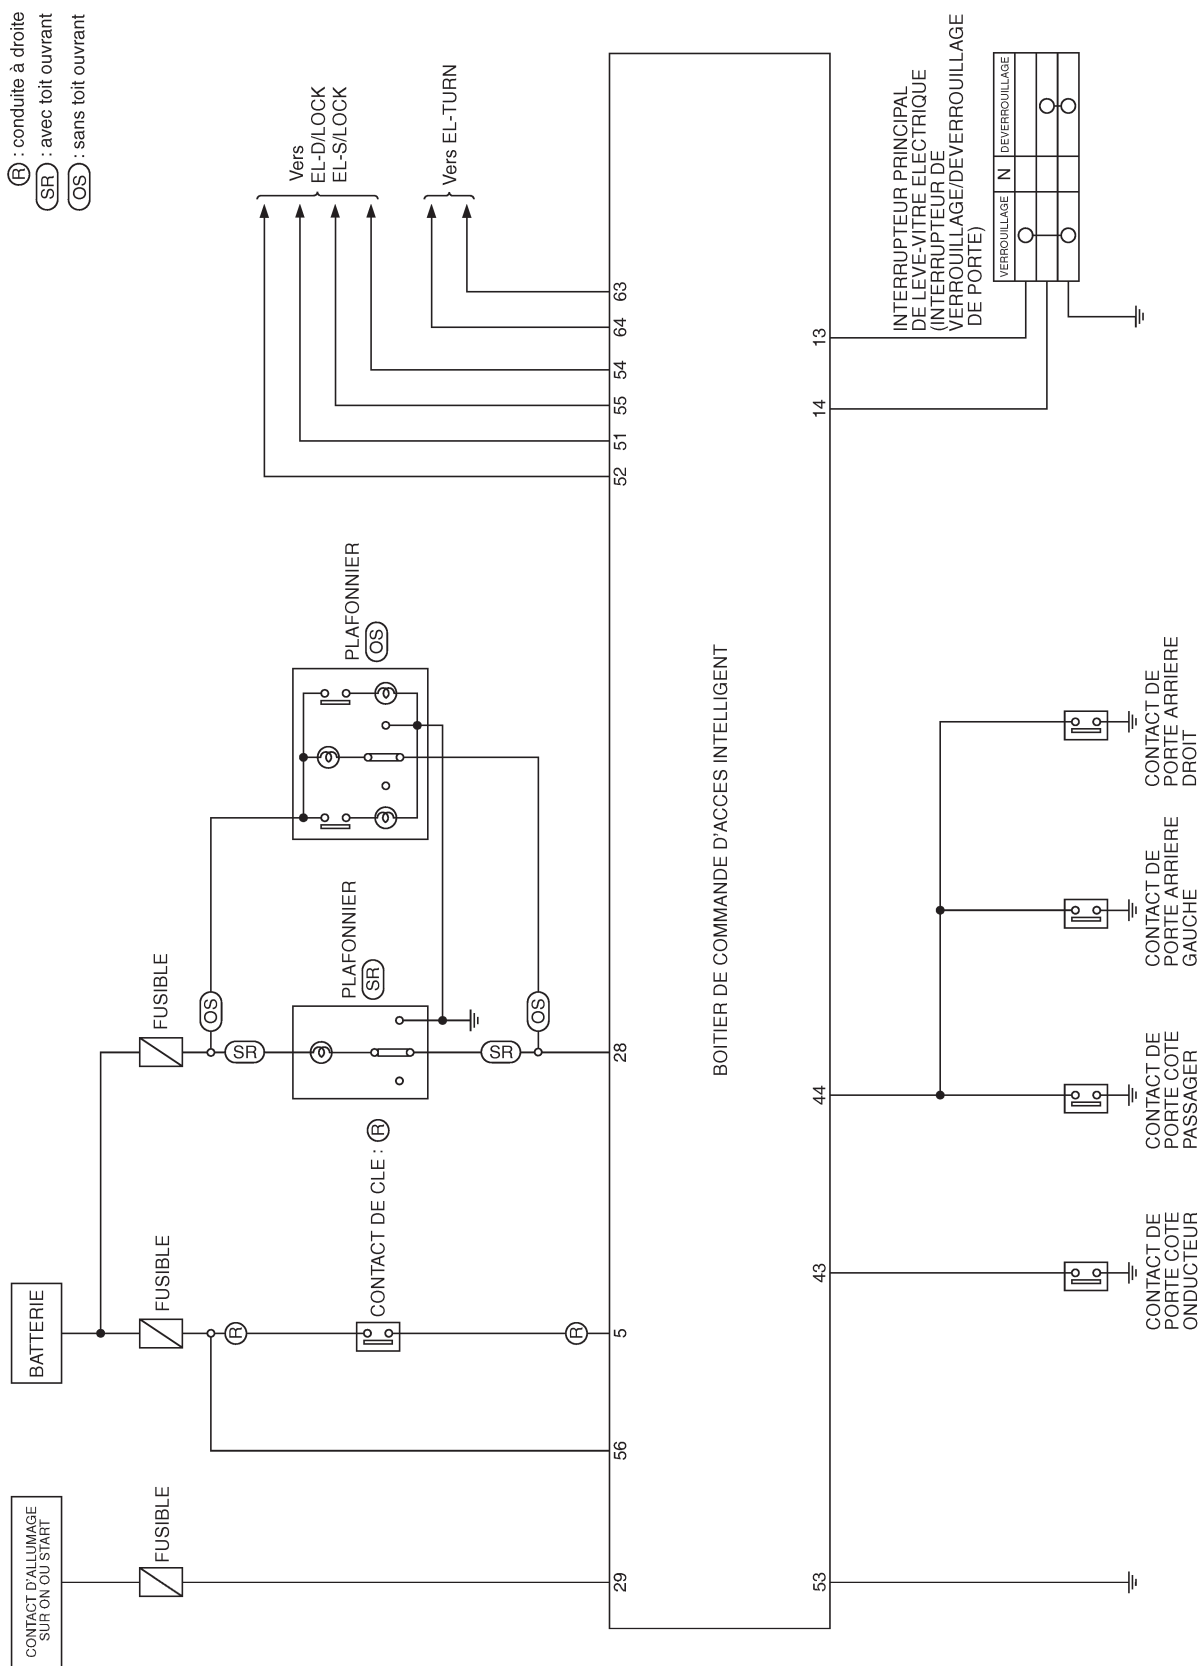 Ⓡ : conduite à droite
SR : avec toit ouvrant
OS : sans toit ouvrant
CONTACT D'ALLUMAGE
SUR ON OU START
BATTERIE
FUSIBLE
FUSIBLE
FUSIBLE
R
R
CONTACT DE CLE : Ⓡ
SR
SR
OS
OS
PLAFONNIER
SR
PLAFONNIER
OS
Vers
EL-D/LOCK
EL-S/LOCK
Vers EL-TURN
29
56
5
28
52
51
55
54
64
63
BOITIER DE COMMANDE D'ACCES INTELLIGENT
53
43
44
14
13
CONTACT DE
PORTE COTE
ONDUCTEUR
CONTACT DE
PORTE COTE
PASSAGER
CONTACT DE
PORTE ARRIERE
GAUCHE
CONTACT DE
PORTE ARRIERE
DROIT
INTERRUPTEUR PRINCIPAL
DE LEVE-VITRE ELECTRIQUE
(INTERRUPTEUR DE
VERROUILLAGE/DEVERROUILLAGE
DE PORTE)
VERROUILLAGE N DEVERROUILLAGE